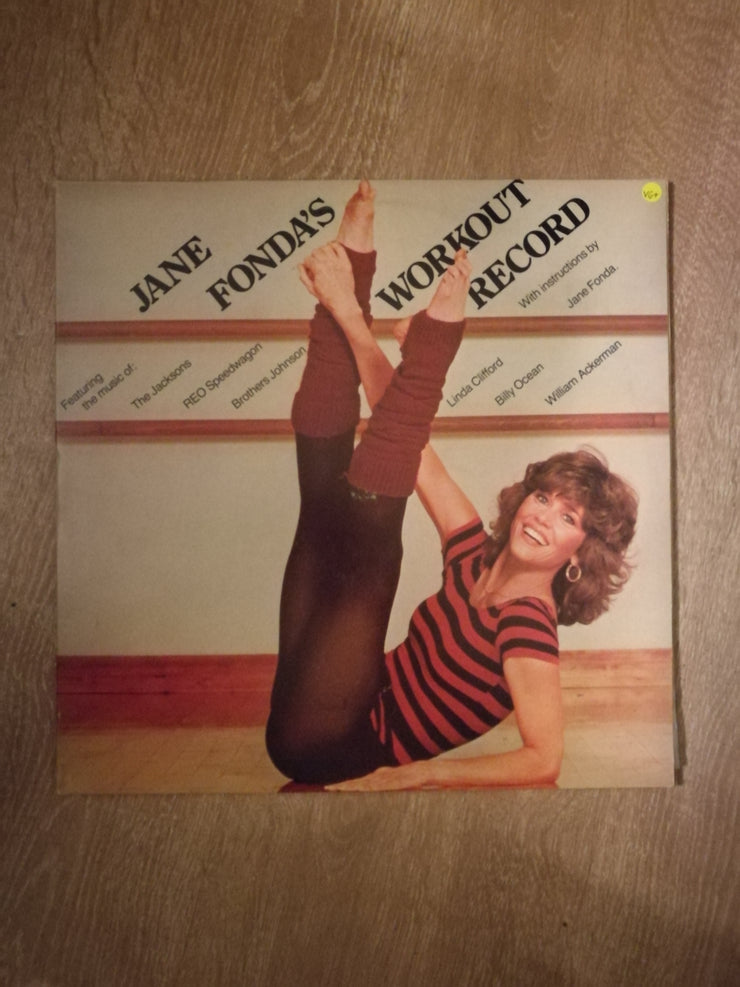 JANE
FONDA'S
WORKOUT
RECORD
With instructions by
Jane Fonda.
Featuring
the music of:
The Jacksons
REO Speedwagon
Brothers Johnson
Linda Clifford
Billy Ocean
William Ackerman